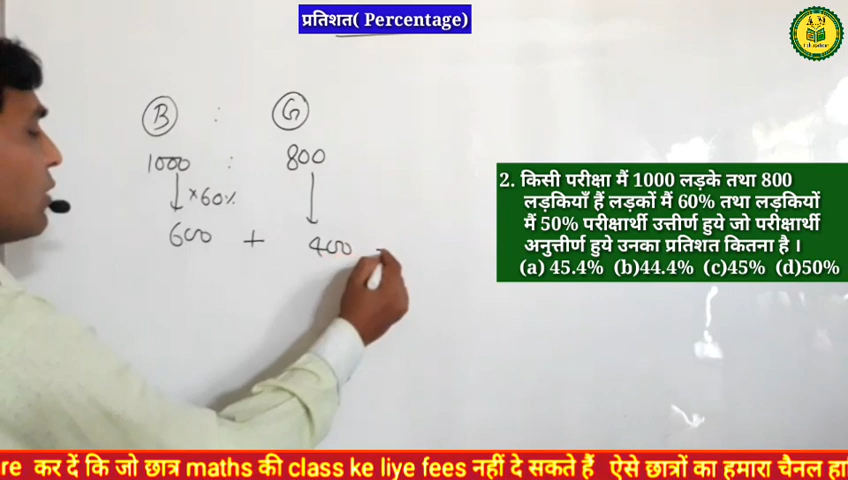 प्रतिशत( Percentage)
B : G
1000 : 800
×60%
600 + 400
2. किसी परीक्षा मैं 1000 लड़के तथा 800
लड़कियाँ हैं लड़कों मैं 60% तथा लड़कियों
मैं 50% परीक्षार्थी उत्तीर्ण हुये जो परीक्षार्थी
अनुत्तीर्ण हुये उनका प्रतिशत कितना है ।
(a) 45.4% (b)44.4% (c)45% (d)50%
re कर दें कि जो छात्र maths की class ke liye fees नहीं दे सकते हैं ऐसे छात्रों का हमारा चैनल